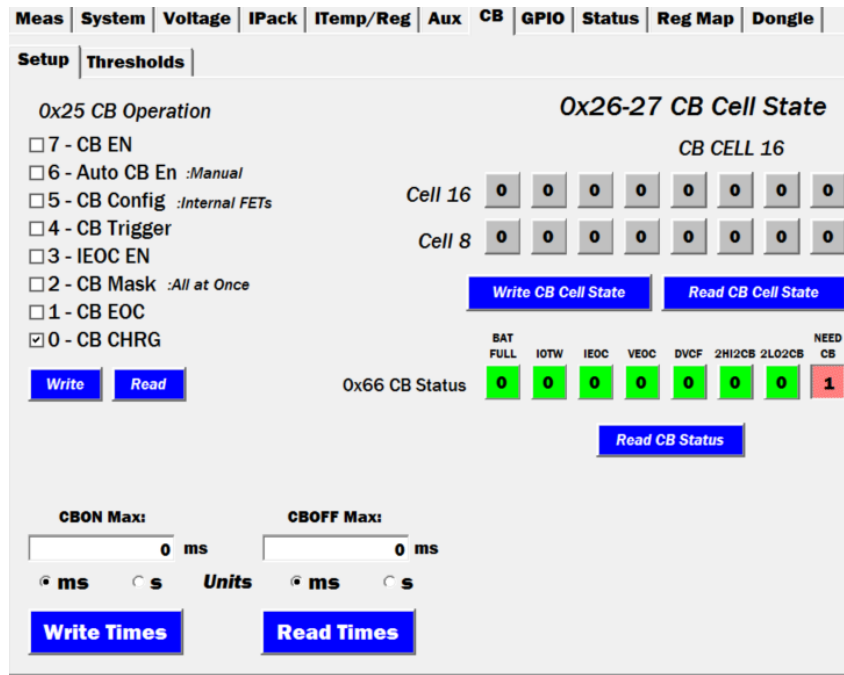 Meas System Voltage IPack ITemp/Reg Aux CB GPIO Status Reg Map Dongle
Setup Thresholds
0x25 CB Operation
7 - CB EN
6 - Auto CB En :Manual
5 - CB Config :Internal FETs
4 - CB Trigger
3 - IEOC EN
2 - CB Mask :All at Once
1 - CB EOC
0 - CB CHRG
Write Read
0x26-27 CB Cell State
CB CELL 16
Cell 16 0 0 0 0 0 0 0 0
Cell 8 0 0 0 0 0 0 0 0
Write CB Cell State Read CB Cell State
BAT FULL IOTW IEOC VEOC DVCF 2HI2CB 2LO2CB NEED CB
0x66 CB Status 0 0 0 0 0 0 0 1
Read CB Status
CBON Max: CBOFF Max:
0 ms 0 ms
ms s Units ms s
Write Times Read Times